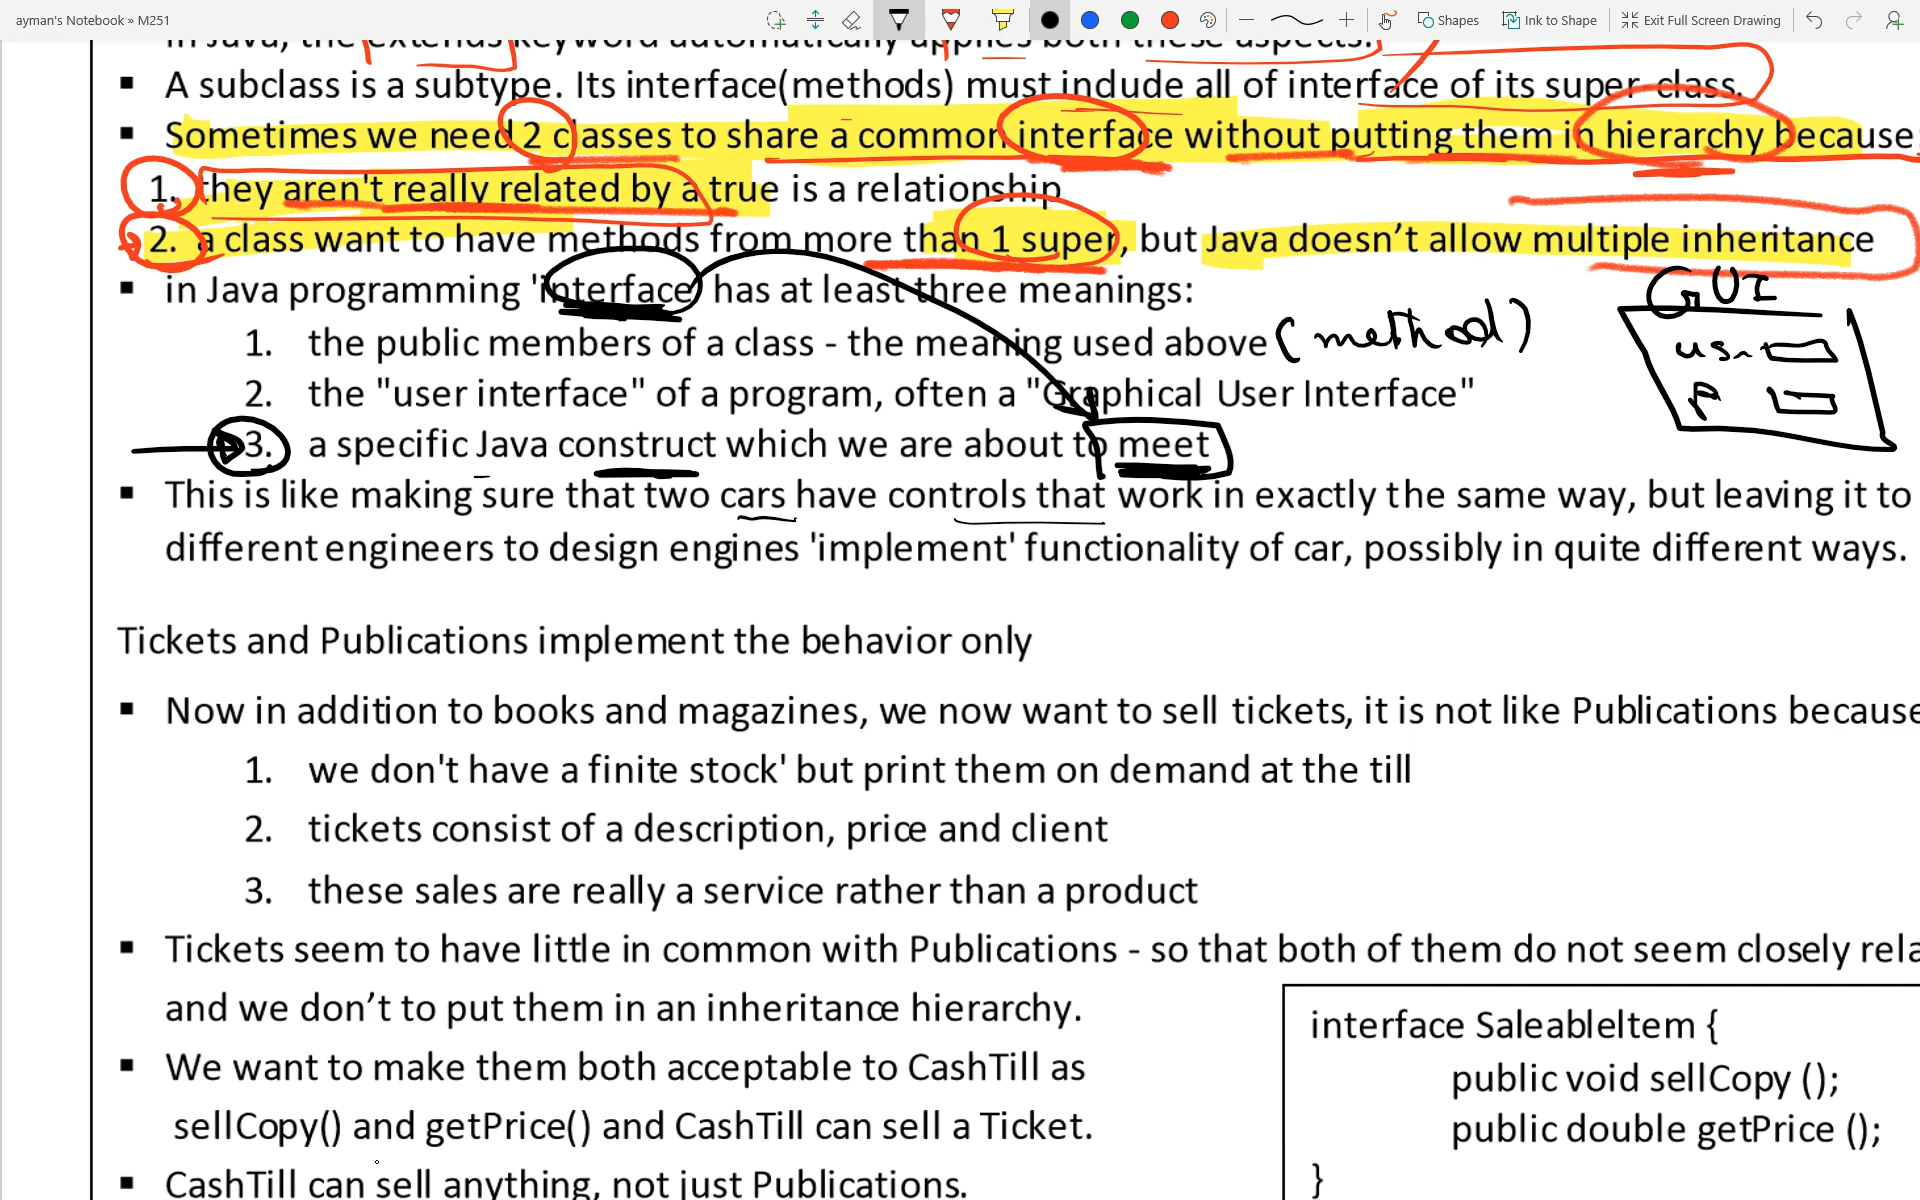 ayman's Notebook » M251
Shapes
Ink to Shape
Exit Full Screen Drawing
In Java, the extends keyword automatically applies both these aspects.
▪ A subclass is a subtype. Its interface(methods) must include all of interface of its super class.
▪ Sometimes we need 2 classes to share a common interface without putting them in hierarchy because
1. they aren't really related by a true is a relationship
2. a class want to have methods from more than 1 super, but Java doesn't allow multiple inheritance
GUI
▪ in Java programming 'interface' has at least three meanings:
1. the public members of a class - the meaning used above (method)
us
P
2. the "user interface" of a program, often a "Graphical User Interface"
3. a specific Java construct which we are about to meet
▪ This is like making sure that two cars have controls that work in exactly the same way, but leaving it to
different engineers to design engines 'implement' functionality of car, possibly in quite different ways.
Tickets and Publications implement the behavior only
▪ Now in addition to books and magazines, we now want to sell tickets, it is not like Publications because
1. we don't have a finite stock' but print them on demand at the till
2. tickets consist of a description, price and client
3. these sales are really a service rather than a product
▪ Tickets seem to have little in common with Publications - so that both of them do not seem closely rela
and we don't to put them in an inheritance hierarchy.
▪ We want to make them both acceptable to CashTill as
sellCopy() and getPrice() and CashTill can sell a Ticket.
▪ CashTill can sell anything, not just Publications.
interface SaleableItem {
public void sellCopy ();
public double getPrice ();
}